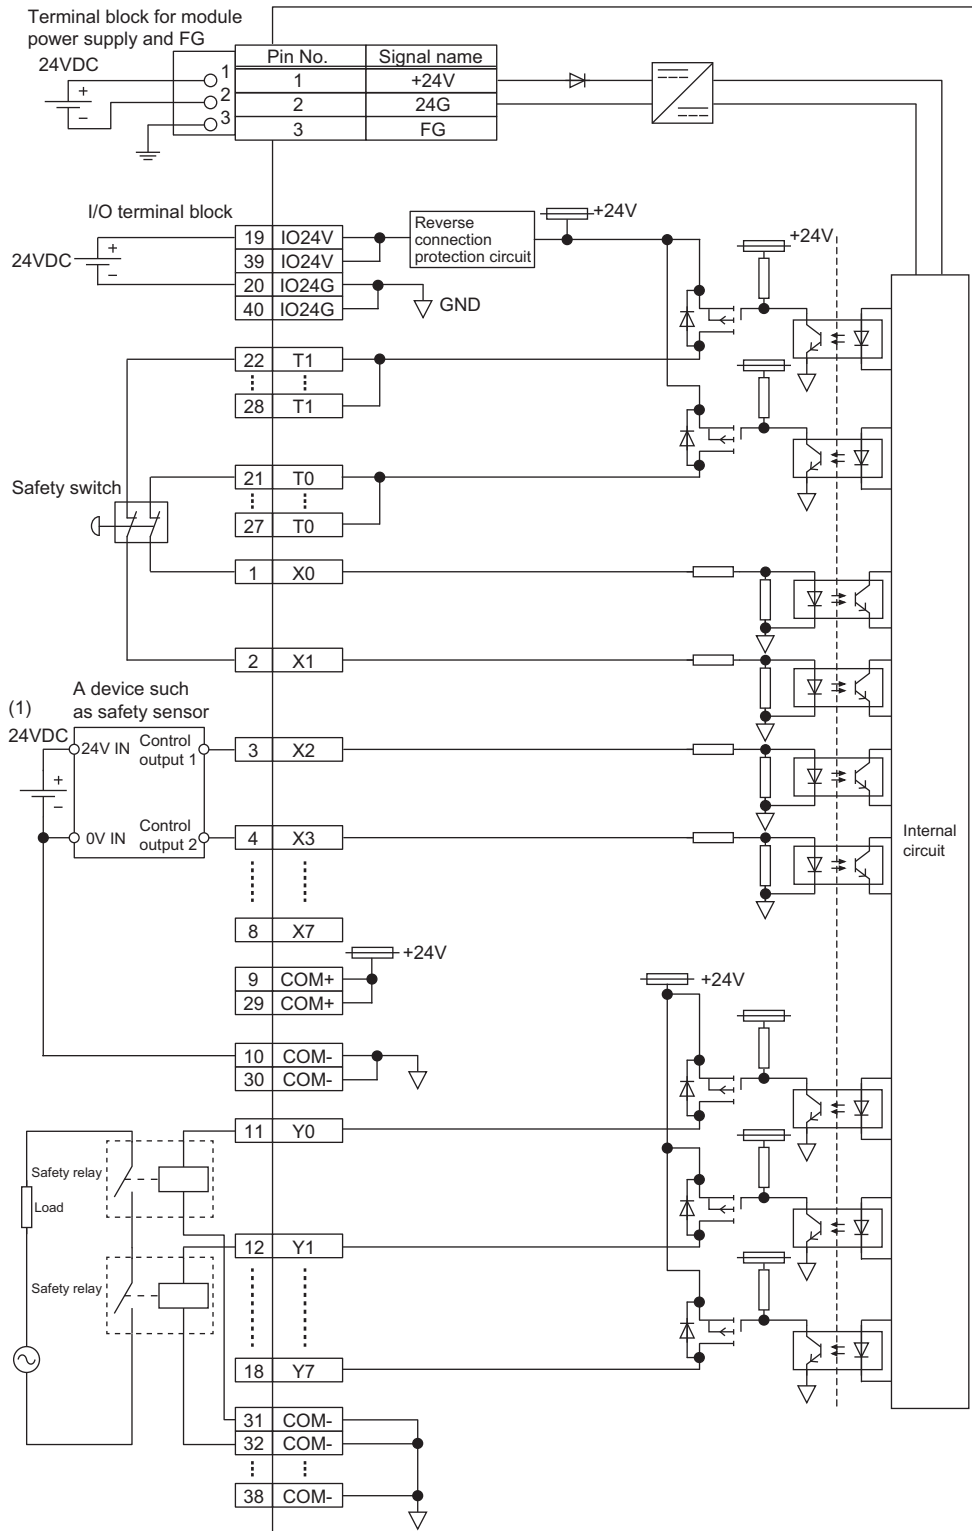 Terminal block for module
power supply and FG
24VDC
+
−
1
2
3
Pin No. Signal name
1 +24V
2 24G
3 FG
I/O terminal block
24VDC
+
−
19 IO24V
39 IO24V
20 IO24G
40 IO24G
Reverse
connection
protection circuit
+24V
+24V
GND
22 T1
28 T1
Safety switch
21 T0
27 T0
1 X0
2 X1
(1)
24VDC
+
−
A device such
as safety sensor
24V IN
Control
output 1
0V IN
Control
output 2
3 X2
4 X3
8 X7
Internal
circuit
+24V
9 COM+
29 COM+
+24V
10 COM-
30 COM-
11 Y0
Safety relay
Load
12 Y1
Safety relay
18 Y7
31 COM-
32 COM-
38 COM-